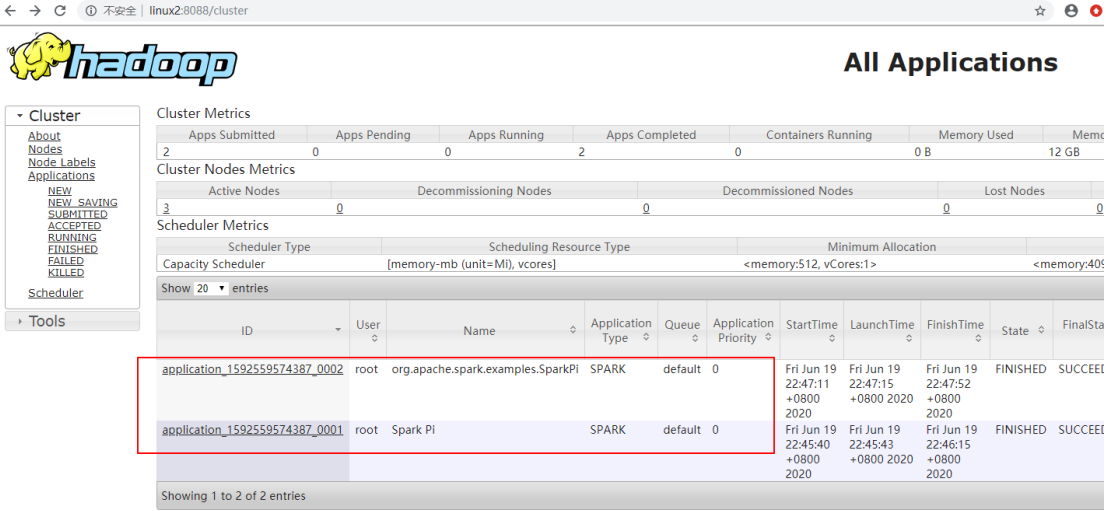 不安全 | linux2:8088/cluster
hadoop
All Applications
Cluster
About
Nodes
Node Labels
Applications
NEW
NEW_SAVING
SUBMITTED
ACCEPTED
RUNNING
FINISHED
FAILED
KILLED
Scheduler
Tools
Cluster Metrics
Apps Submitted Apps Pending Apps Running Apps Completed Containers Running Memory Used Memo
2 0 0 2 0 0 B 12 GB
Cluster Nodes Metrics
Active Nodes Decommissioning Nodes Decommissioned Nodes Lost Nodes
3 0 0 0 0
Scheduler Metrics
Scheduler Type Scheduling Resource Type Minimum Allocation
Capacity Scheduler [memory-mb (unit=Mi), vcores] <memory:512, vCores:1> <memory:409
Show 20 entries
ID User Name Application Type Queue Application Priority StartTime LaunchTime FinishTime State FinalSta
application_1592559574387_0002 root org.apache.spark.examples.SparkPi SPARK default 0 Fri Jun 19 22:47:11 +0800 2020 Fri Jun 19 22:47:15 +0800 2020 Fri Jun 19 22:47:52 +0800 2020 FINISHED SUCCEED
application_1592559574387_0001 root Spark Pi SPARK default 0 Fri Jun 19 22:45:40 +0800 2020 Fri Jun 19 22:45:43 +0800 2020 Fri Jun 19 22:46:15 +0800 2020 FINISHED SUCCEED
Showing 1 to 2 of 2 entries